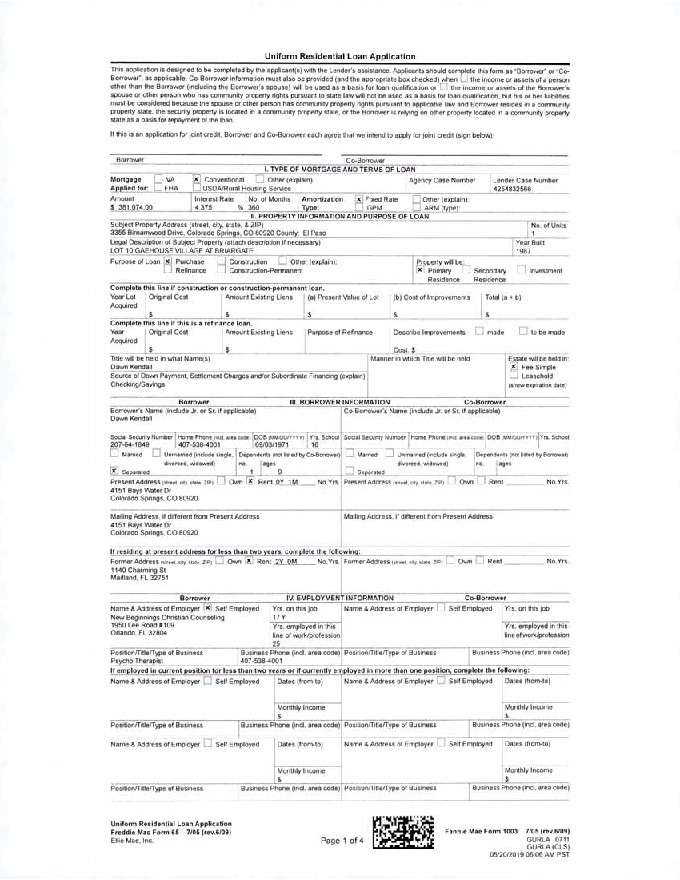 Uniform Residential Loan Application
This application is designed to be completed by the applicant(s) with the Lender's assistance. Applicants should complete this form as "Borrower" or "Co-
Borrower", as applicable. Co-Borrower information must also be provided (and the appropriate box checked) when the income or assets of a person
other than the Borrower (including the Borrower's spouse) will be used as a basis for loan qualification or the income or assets of the Borrower's
spouse or other person who has community property rights pursuant to state law will not be used as a basis for loan qualification, but his or her liabilities
must be considered because the spouse or other person has community property rights pursuant to applicable law and Borrower resides in a community
property state, the security property is located in a community property state, or the Borrower is relying on other property located in a community property
state as a basis for repayment of the loan.
If this is an application for joint credit, Borrower and Co-Borrower each agree that we intend to apply for joint credit (sign below):
Borrower Co-Borrower
I. TYPE OF MORTGAGE AND TERMS OF LOAN
Mortgage VA x Conventional Other (explain) Agency Case Number Lender Case Number
Applied for: FHA USDA/Rural Housing Service 4254832566
Amount Interest Rate No. of Months Amortization x Fixed Rate Other (explain):
$ 4.375 % 360 Type: GPM ARM (type):
II. PROPERTY INFORMATION AND PURPOSE OF LOAN
Subject Property Address (street, city, state, & ZIP) No. of Units
3355 Birnamwood Drive, Colorado Springs, CO 80920 County: El Paso 1
Legal Description of Subject Property (attach description if necessary) Year Built
LOT 10 GATEHOUSE VILLAGE AT BRIARGATE
Purpose of Loan x Purchase Construction Other (explain): Property will be:
Refinance Construction-Permanent x Primary Residence Secondary Residence Investment
Complete this line if construction or construction-permanent loan.
Year Lot Acquired Original Cost Amount Existing Liens (a) Present Value of Lot (b) Cost of Improvements Total (a + b)
$ $ $ $ $
Complete this line if this is a refinance loan.
Year Acquired Original Cost Amount Existing Liens Purpose of Refinance Describe Improvements made to be made
$ $ Cost: $
Title will be held in what Name(s) Manner in which Title will be held Estate will be held in:
Dawn Kendall x Fee Simple
Source of Down Payment, Settlement Charges and/or Subordinate Financing (explain) Leasehold
Checking/Savings (show expiration date)
Borrower III. BORROWER INFORMATION Co-Borrower
Borrower's Name (include Jr. or Sr. if applicable) Co-Borrower's Name (include Jr. or Sr. if applicable)
Dawn Kendall
Social Security Number Home Phone (incl. area code) DOB (MM/DD/YYYY) Yrs. School Social Security Number Home Phone (incl. area code) DOB (MM/DD/YYYY) Yrs. School
207-64-1849 407-538-4001 09/03/1971 16
Married Unmarried (include single, Dependents (not listed by Co-Borrower) Married Unmarried (include single, Dependents (not listed by Borrower)
divorced, widowed) no. ages divorced, widowed) no. ages
x Separated 1 9 Separated
Present Address (street, city, state, ZIP) Own x Rent 0Y 1M No. Yrs. Present Address (street, city, state, ZIP) Own Rent No. Yrs.
4151 Bays Water Dr
Colorado Springs, CO 80920
Mailing Address, if different from Present Address Mailing Address, if different from Present Address
4151 Bays Water Dr
Colorado Springs, CO 80920
If residing at present address for less than two years, complete the following:
Former Address (street, city, state, ZIP) Own x Rent 2Y 0M No. Yrs. Former Address (street, city, state, ZIP) Own Rent No. Yrs.
1140 Charming St
Maitland, FL 32751
Borrower IV. EMPLOYMENT INFORMATION Co-Borrower
Name & Address of Employer x Self Employed Yrs. on this job Name & Address of Employer Self Employed Yrs. on this job
New Beginnings Christian Counseling
1950 Lee Road #109 Yrs. employed in this Yrs. employed in this
Orlando, FL line of work/profession line of work/profession
25
Position/Title/Type of Business Business Phone (incl. area code) Position/Title/Type of Business Business Phone (incl. area code)
Psycho Therapist 407-538-4001
If employed in current position for less than two years or if currently employed in more than one position, complete the following:
Name & Address of Employer Self Employed Dates (from-to) Name & Address of Employer Self Employed Dates (from-to)
Monthly Income Monthly Income
$ $
Position/Title/Type of Business Business Phone (incl. area code) Position/Title/Type of Business Business Phone (incl. area code)
Name & Address of Employer Self Employed Dates (from-to) Name & Address of Employer Self Employed Dates (from-to)
Monthly Income Monthly Income
$ $
Position/Title/Type of Business Business Phone (incl. area code) Position/Title/Type of Business Business Phone (incl. area code)
Uniform Residential Loan Application
Freddie Mac Form 65 7/05 (rev.6/09) Fannie Mae Form 1003 7/05 (rev.6/09)
Ellie Mae, Inc. Page 1 of 4 GURLA 0711
GURLA (CLS)
05/20/2019 06:06 AM PST